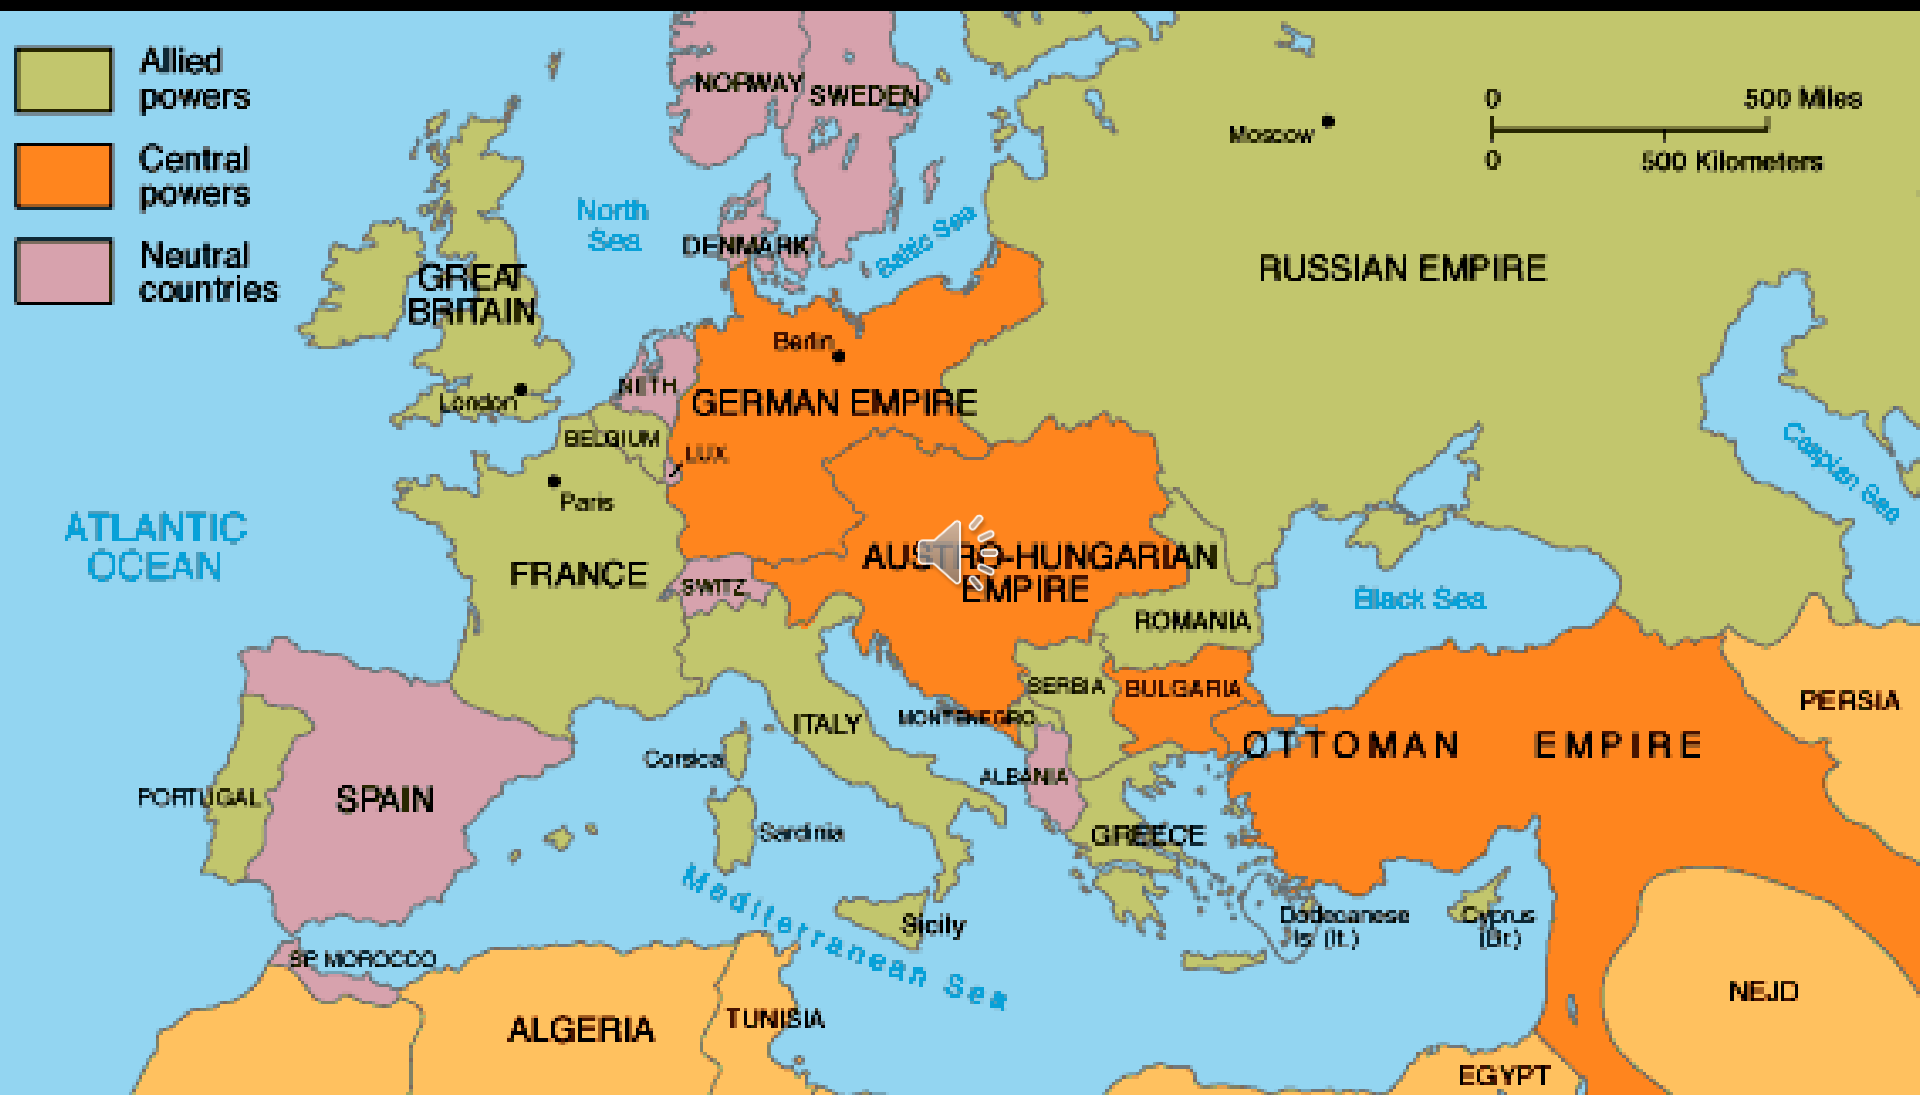 Allied
powers
Central
powers
Neutral
countries
0
500 Miles
0
500 Kilometers
NORWAY
SWEDEN
Moscow
North
Sea
Baltic Sea
DENMARK
GREAT
BRITAIN
RUSSIAN EMPIRE
Berlin
London
NETH
GERMAN EMPIRE
BELGIUM
LUX
Paris
Caspian Sea
ATLANTIC
OCEAN
FRANCE
SWITZ
AUSTRO-HUNGARIAN
EMPIRE
Black Sea
ROMANIA
SERBIA
BULGARIA
PERSIA
MONTENEGRO
ITALY
OTTOMAN EMPIRE
Corsica
ALBANIA
PORTUGAL
SPAIN
Sardinia
GREECE
Mediterranean Sea
Sicily
Dodecanese
Is. (It.)
Cyprus
(Br.)
SP. MOROCCO
NEJD
ALGERIA
TUNISIA
EGYPT